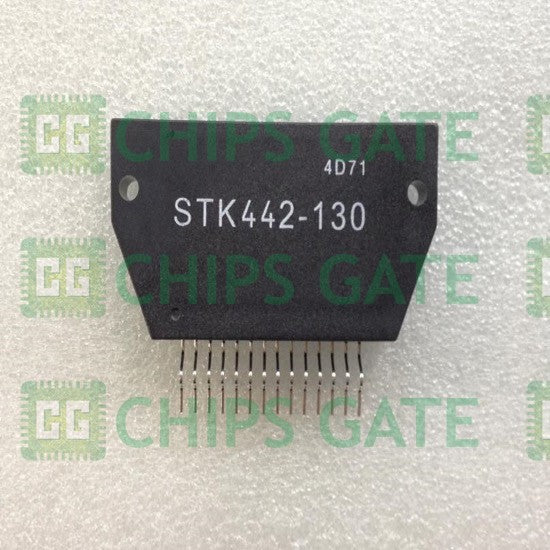 CG CHIPS GATE
4D71
STK442-130
CG CHIPS GATE
CG CHIPS GATE